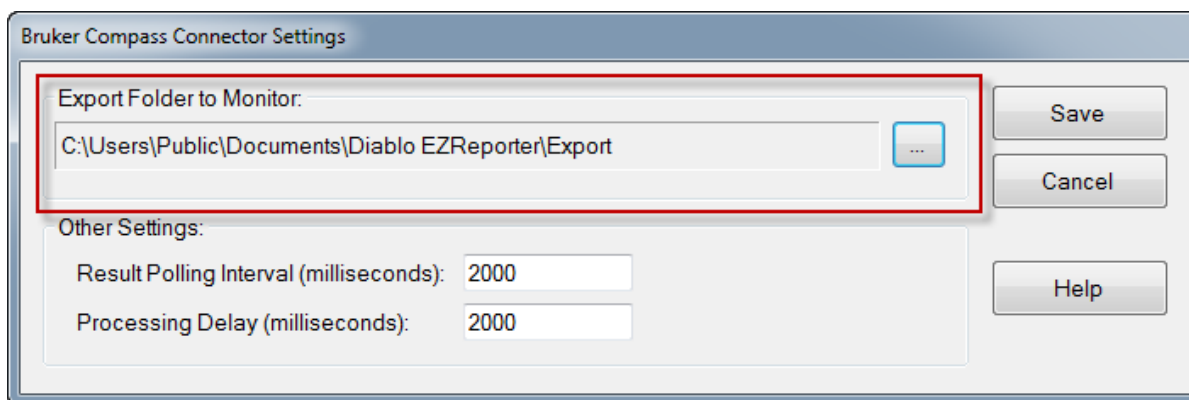 Bruker Compass Connector Settings
Export Folder to Monitor:
C:\Users\Public\Documents\Diablo EZReporter\Export
...
Save
Cancel
Other Settings:
Result Polling Interval (milliseconds): 2000
Processing Delay (milliseconds): 2000
Help